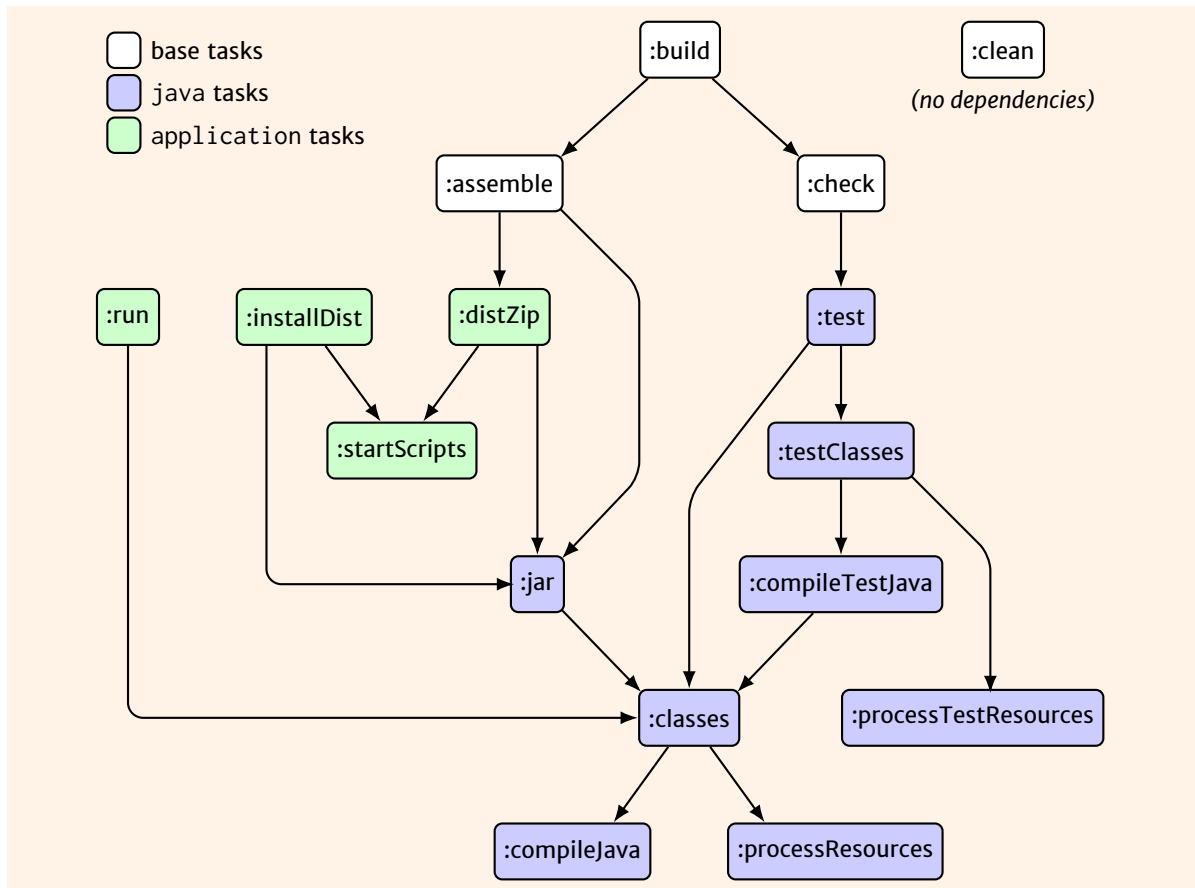 base tasks
java tasks
application tasks
:build
:clean
(no dependencies)
:assemble
:check
:run
:installDist
:distZip
:test
:startScripts
:testClasses
:jar
:compileTestJava
:classes
:processTestResources
:compileJava
:processResources